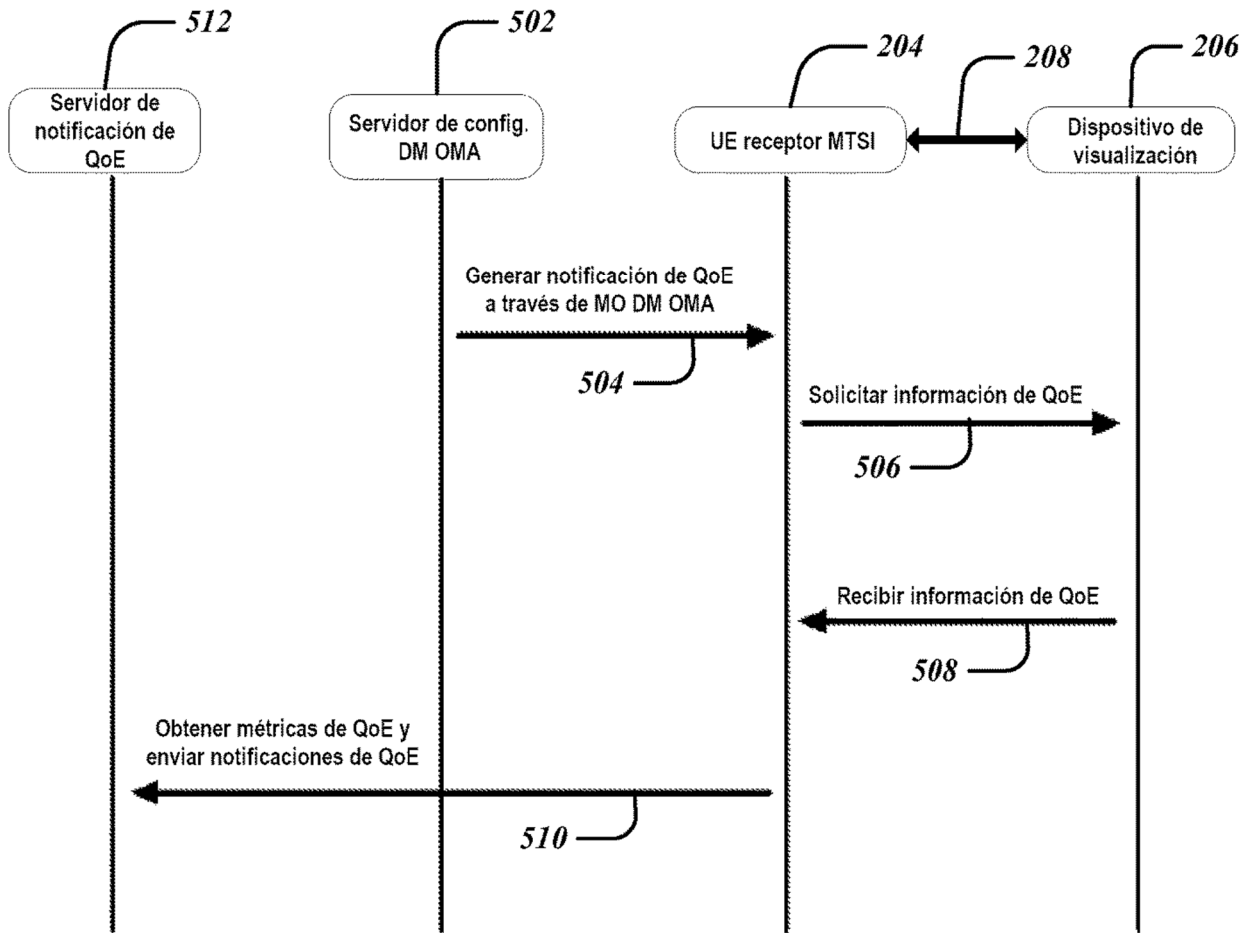 512
502
204
208
206
Servidor de
notificación de
QoE
Servidor de config.
DM OMA
UE receptor MTSI
Dispositivo de
visualización
Generar notificación de QoE
a través de MO DM OMA
504
Solicitar información de QoE
506
Recibir información de QoE
508
Obtener métricas de QoE y
enviar notificaciones de QoE
510